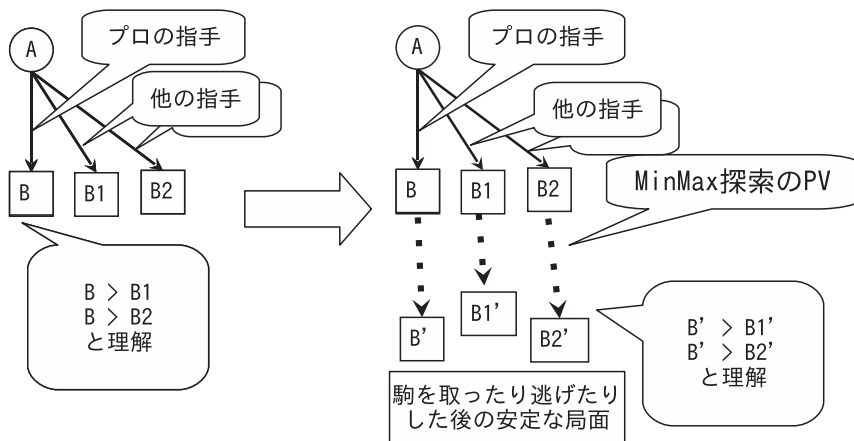 プロの指手
A
他の指手
B
B1
B2
B > B1
B > B2
と理解
プロの指手
A
他の指手
B
B1
B2
MinMax探索のPV
B'
B1'
B2'
B' > B1'
B' > B2'
と理解
駒を取ったり逃げたり
した後の安定な局面